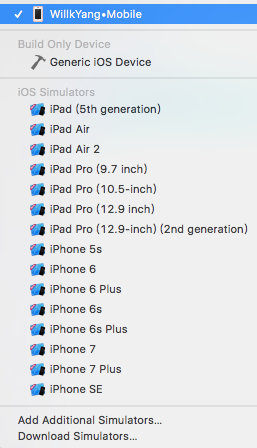 WillkYang•Mobile
Build Only Device
Generic iOS Device
iOS Simulators
iPad (5th generation)
iPad Air
iPad Air 2
iPad Pro (9.7 inch)
iPad Pro (10.5-inch)
iPad Pro (12.9 inch)
iPad Pro (12.9-inch) (2nd generation)
iPhone 5s
iPhone 6
iPhone 6 Plus
iPhone 6s
iPhone 6s Plus
iPhone 7
iPhone 7 Plus
iPhone SE
Add Additional Simulators...
Download Simulators...